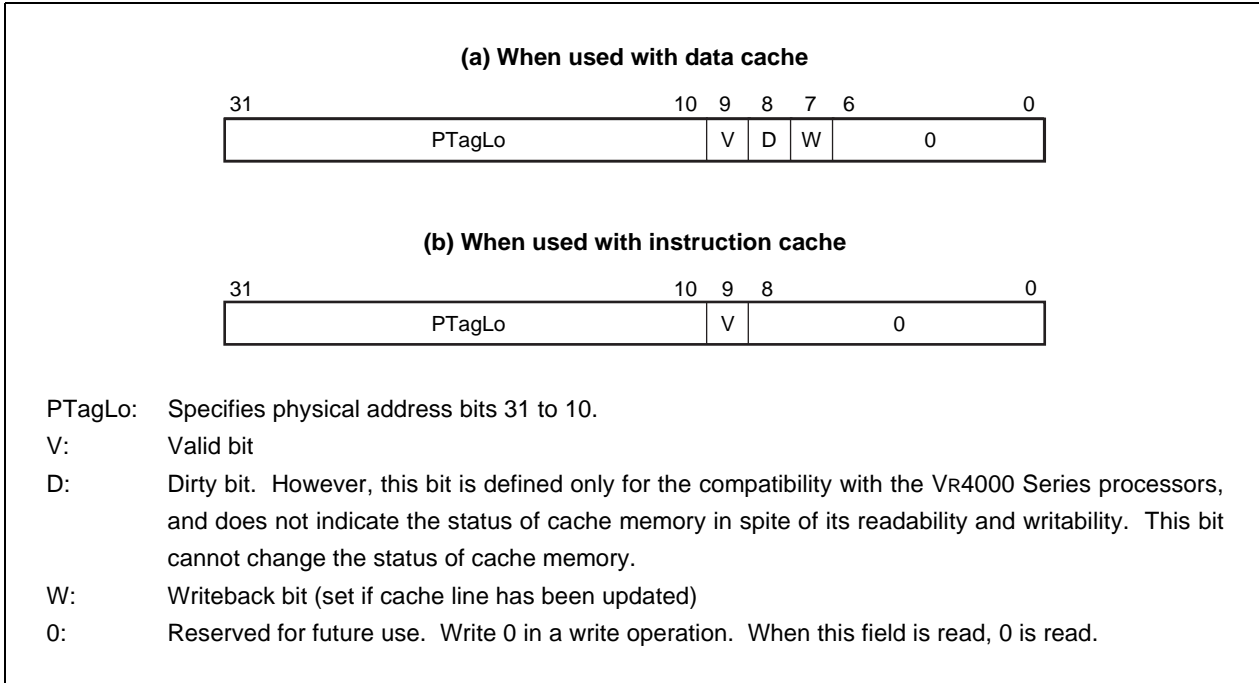 (a) When used with data cache
31 10 9 8 7 6 0
PTagLo V D W 0
(b) When used with instruction cache
31 10 9 8 0
PTagLo V 0
PTagLo: Specifies physical address bits 31 to 10.
V: Valid bit
D: Dirty bit. However, this bit is defined only for the compatibility with the VR4000 Series processors,
and does not indicate the status of cache memory in spite of its readability and writability. This bit
cannot change the status of cache memory.
W: Writeback bit (set if cache line has been updated)
0: Reserved for future use. Write 0 in a write operation. When this field is read, 0 is read.